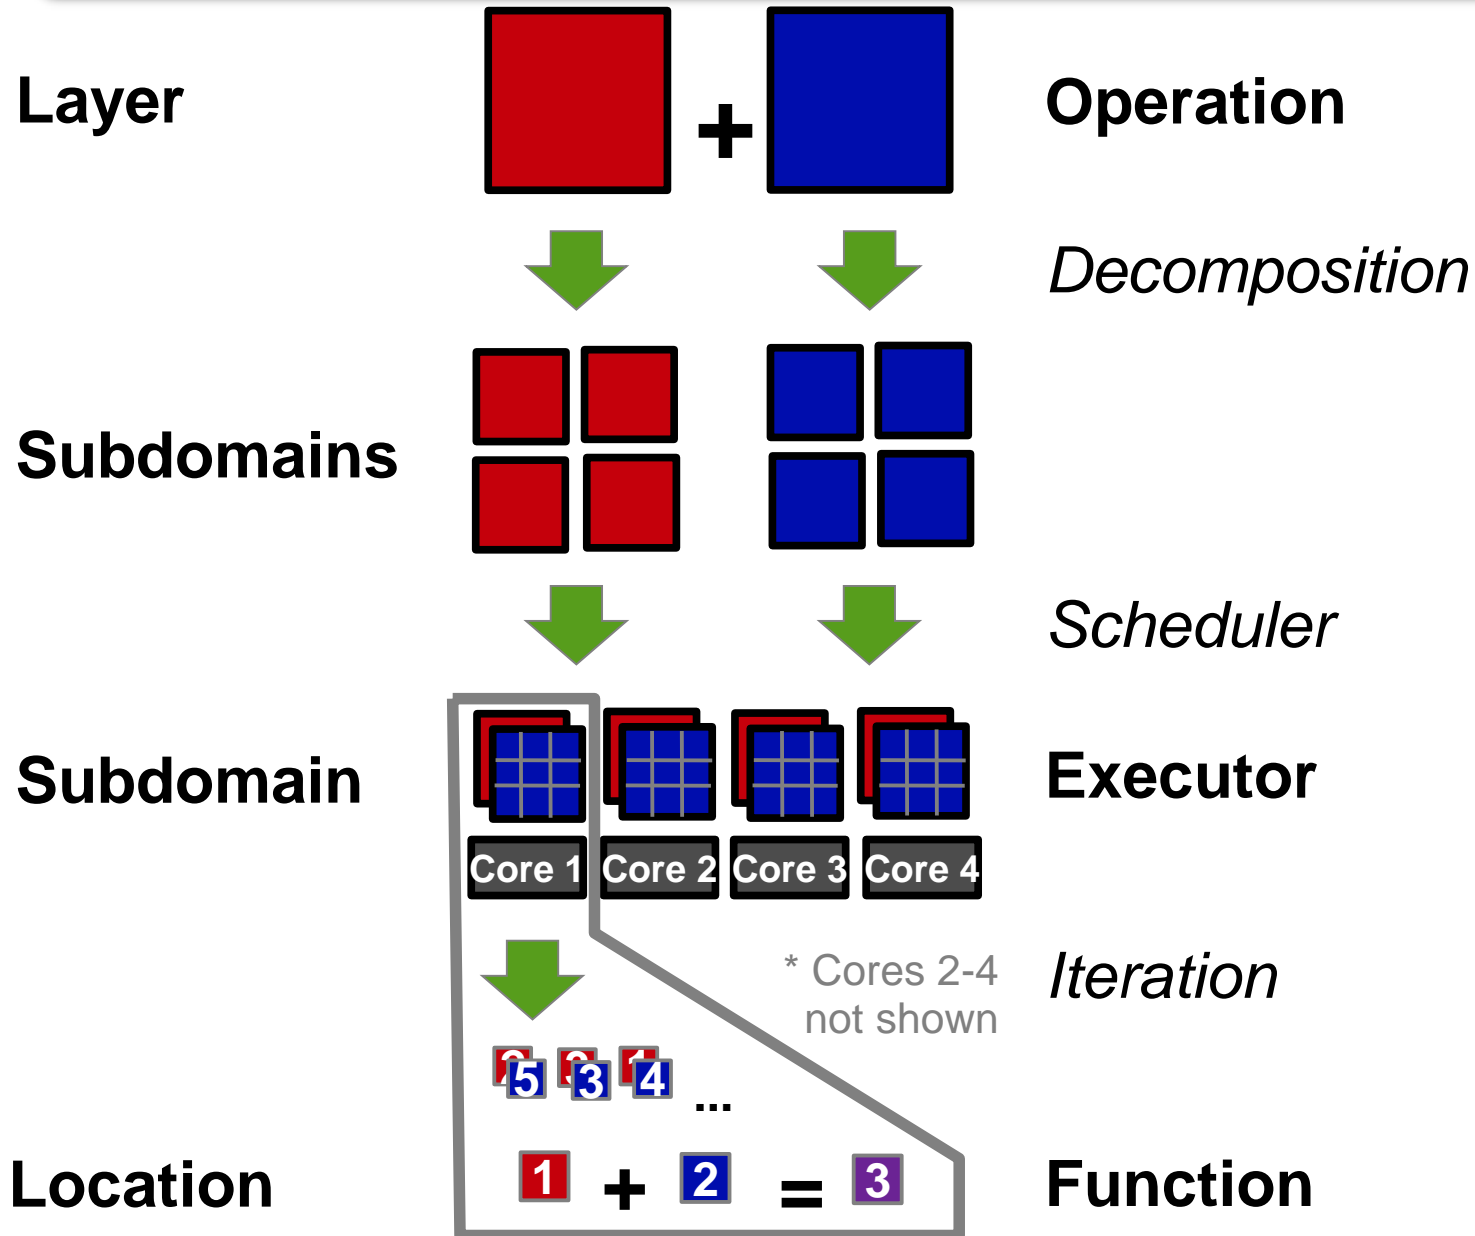 Layer
+
Operation
Decomposition
Subdomains
Scheduler
Subdomain
Executor
Core 1 Core 2 Core 3 Core 4
* Cores 2-4
not shown
Iteration
5 3 4 ...
Location
1 + 2 = 3
Function